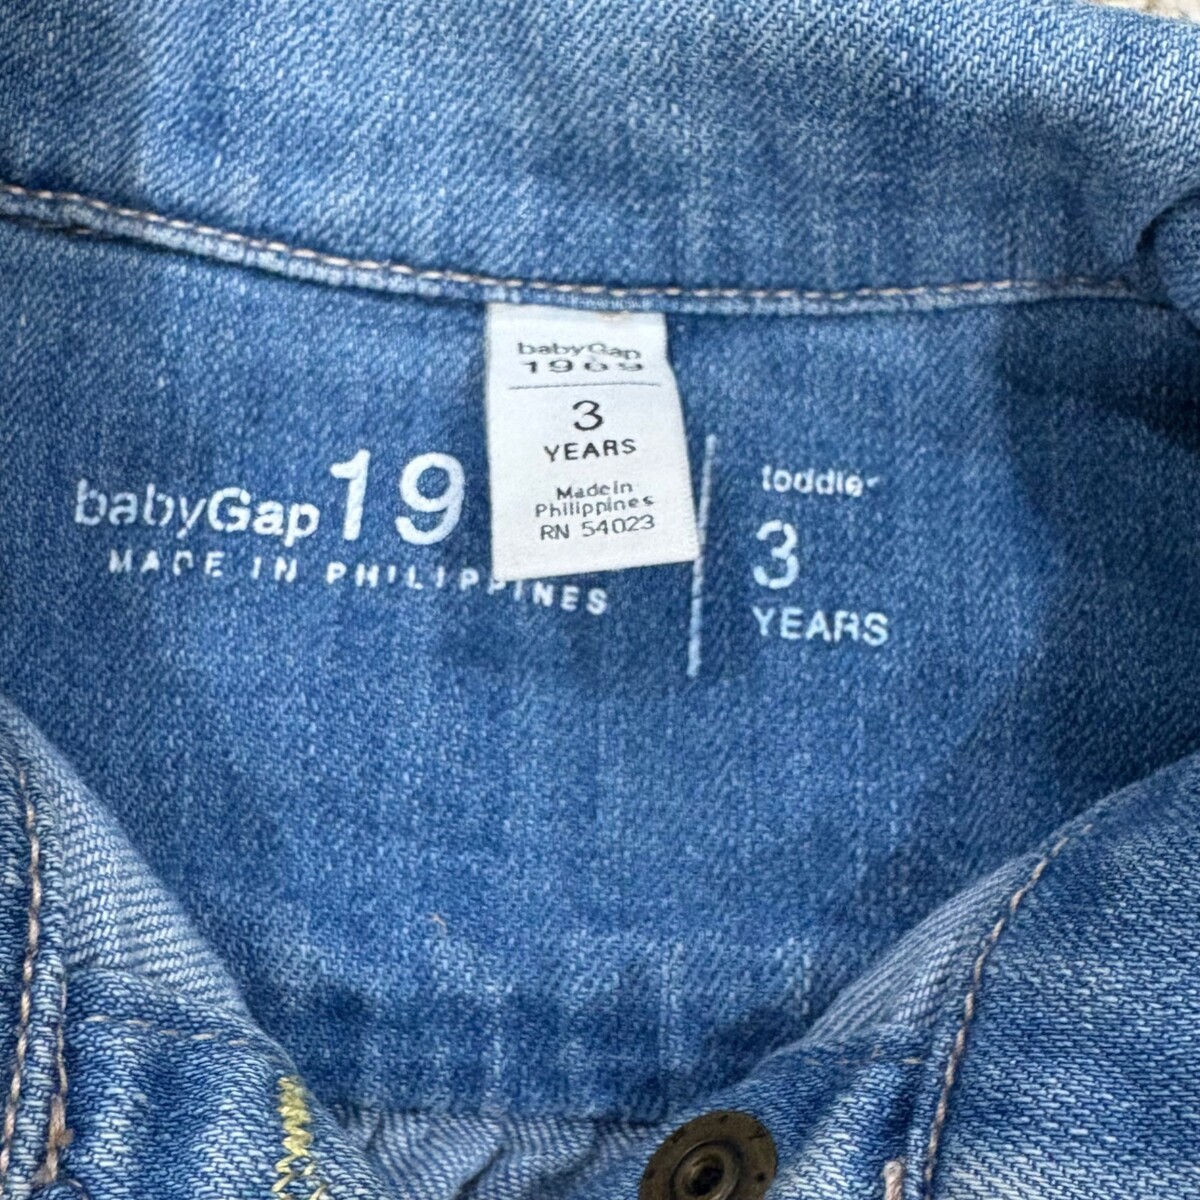 babyGap
1969
3
YEARS
Made in
Philippines
RN 54023
babyGap 19
MADE IN PHILIPPINES
toddler
3
YEARS